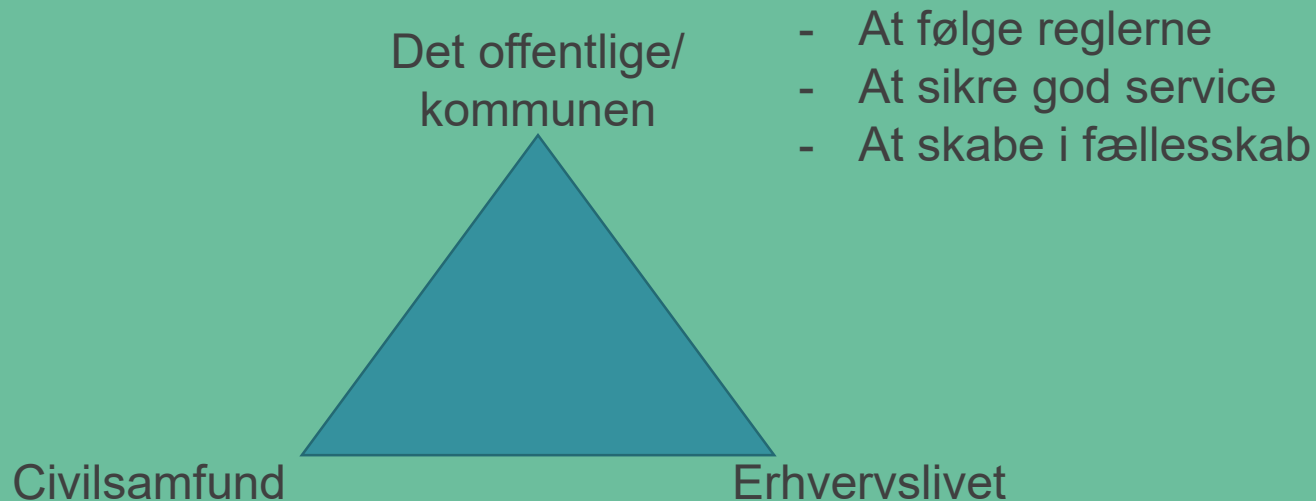 Det offentlige/
kommunen
- At følge reglerne
- At sikre god service
- At skabe i fællesskab
Civilsamfund
Erhvervslivet